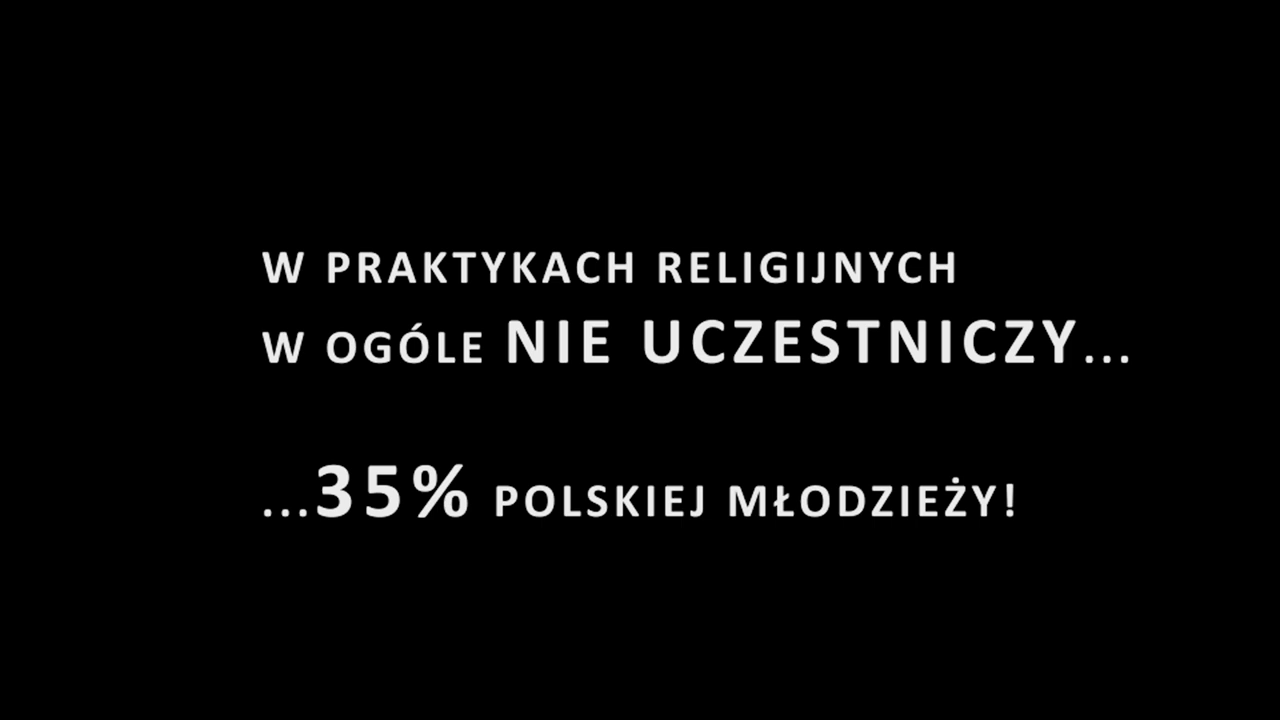 W PRAKTYKACH RELIGIJNYCH
W OGÓLE NIE UCZESTNICZY...
...35% POLSKIEJ MŁODZIEŻY!